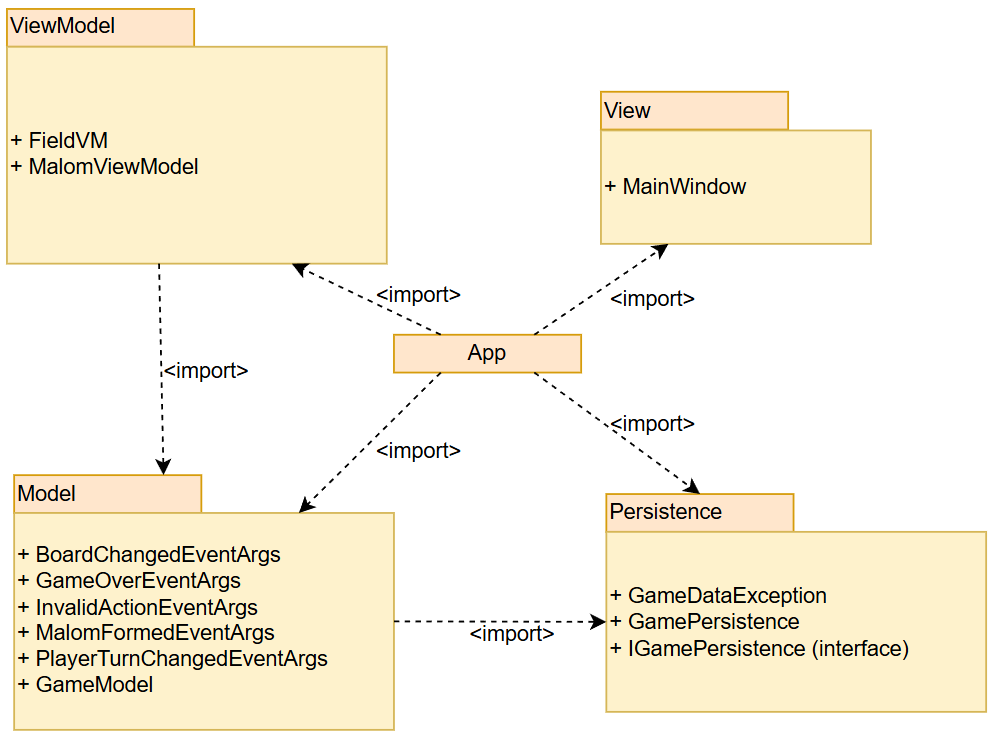 ViewModel
+ FieldVM
+ MalomViewModel
View
+ MainWindow
<import>
<import>
App
<import>
<import>
<import>
Model
+ BoardChangedEventArgs
+ GameOverEventArgs
+ InvalidActionEventArgs
+ MalomFormedEventArgs
+ PlayerTurnChangedEventArgs
+ GameModel
<import>
Persistence
+ GameDataException
+ GamePersistence
+ IGamePersistence (interface)